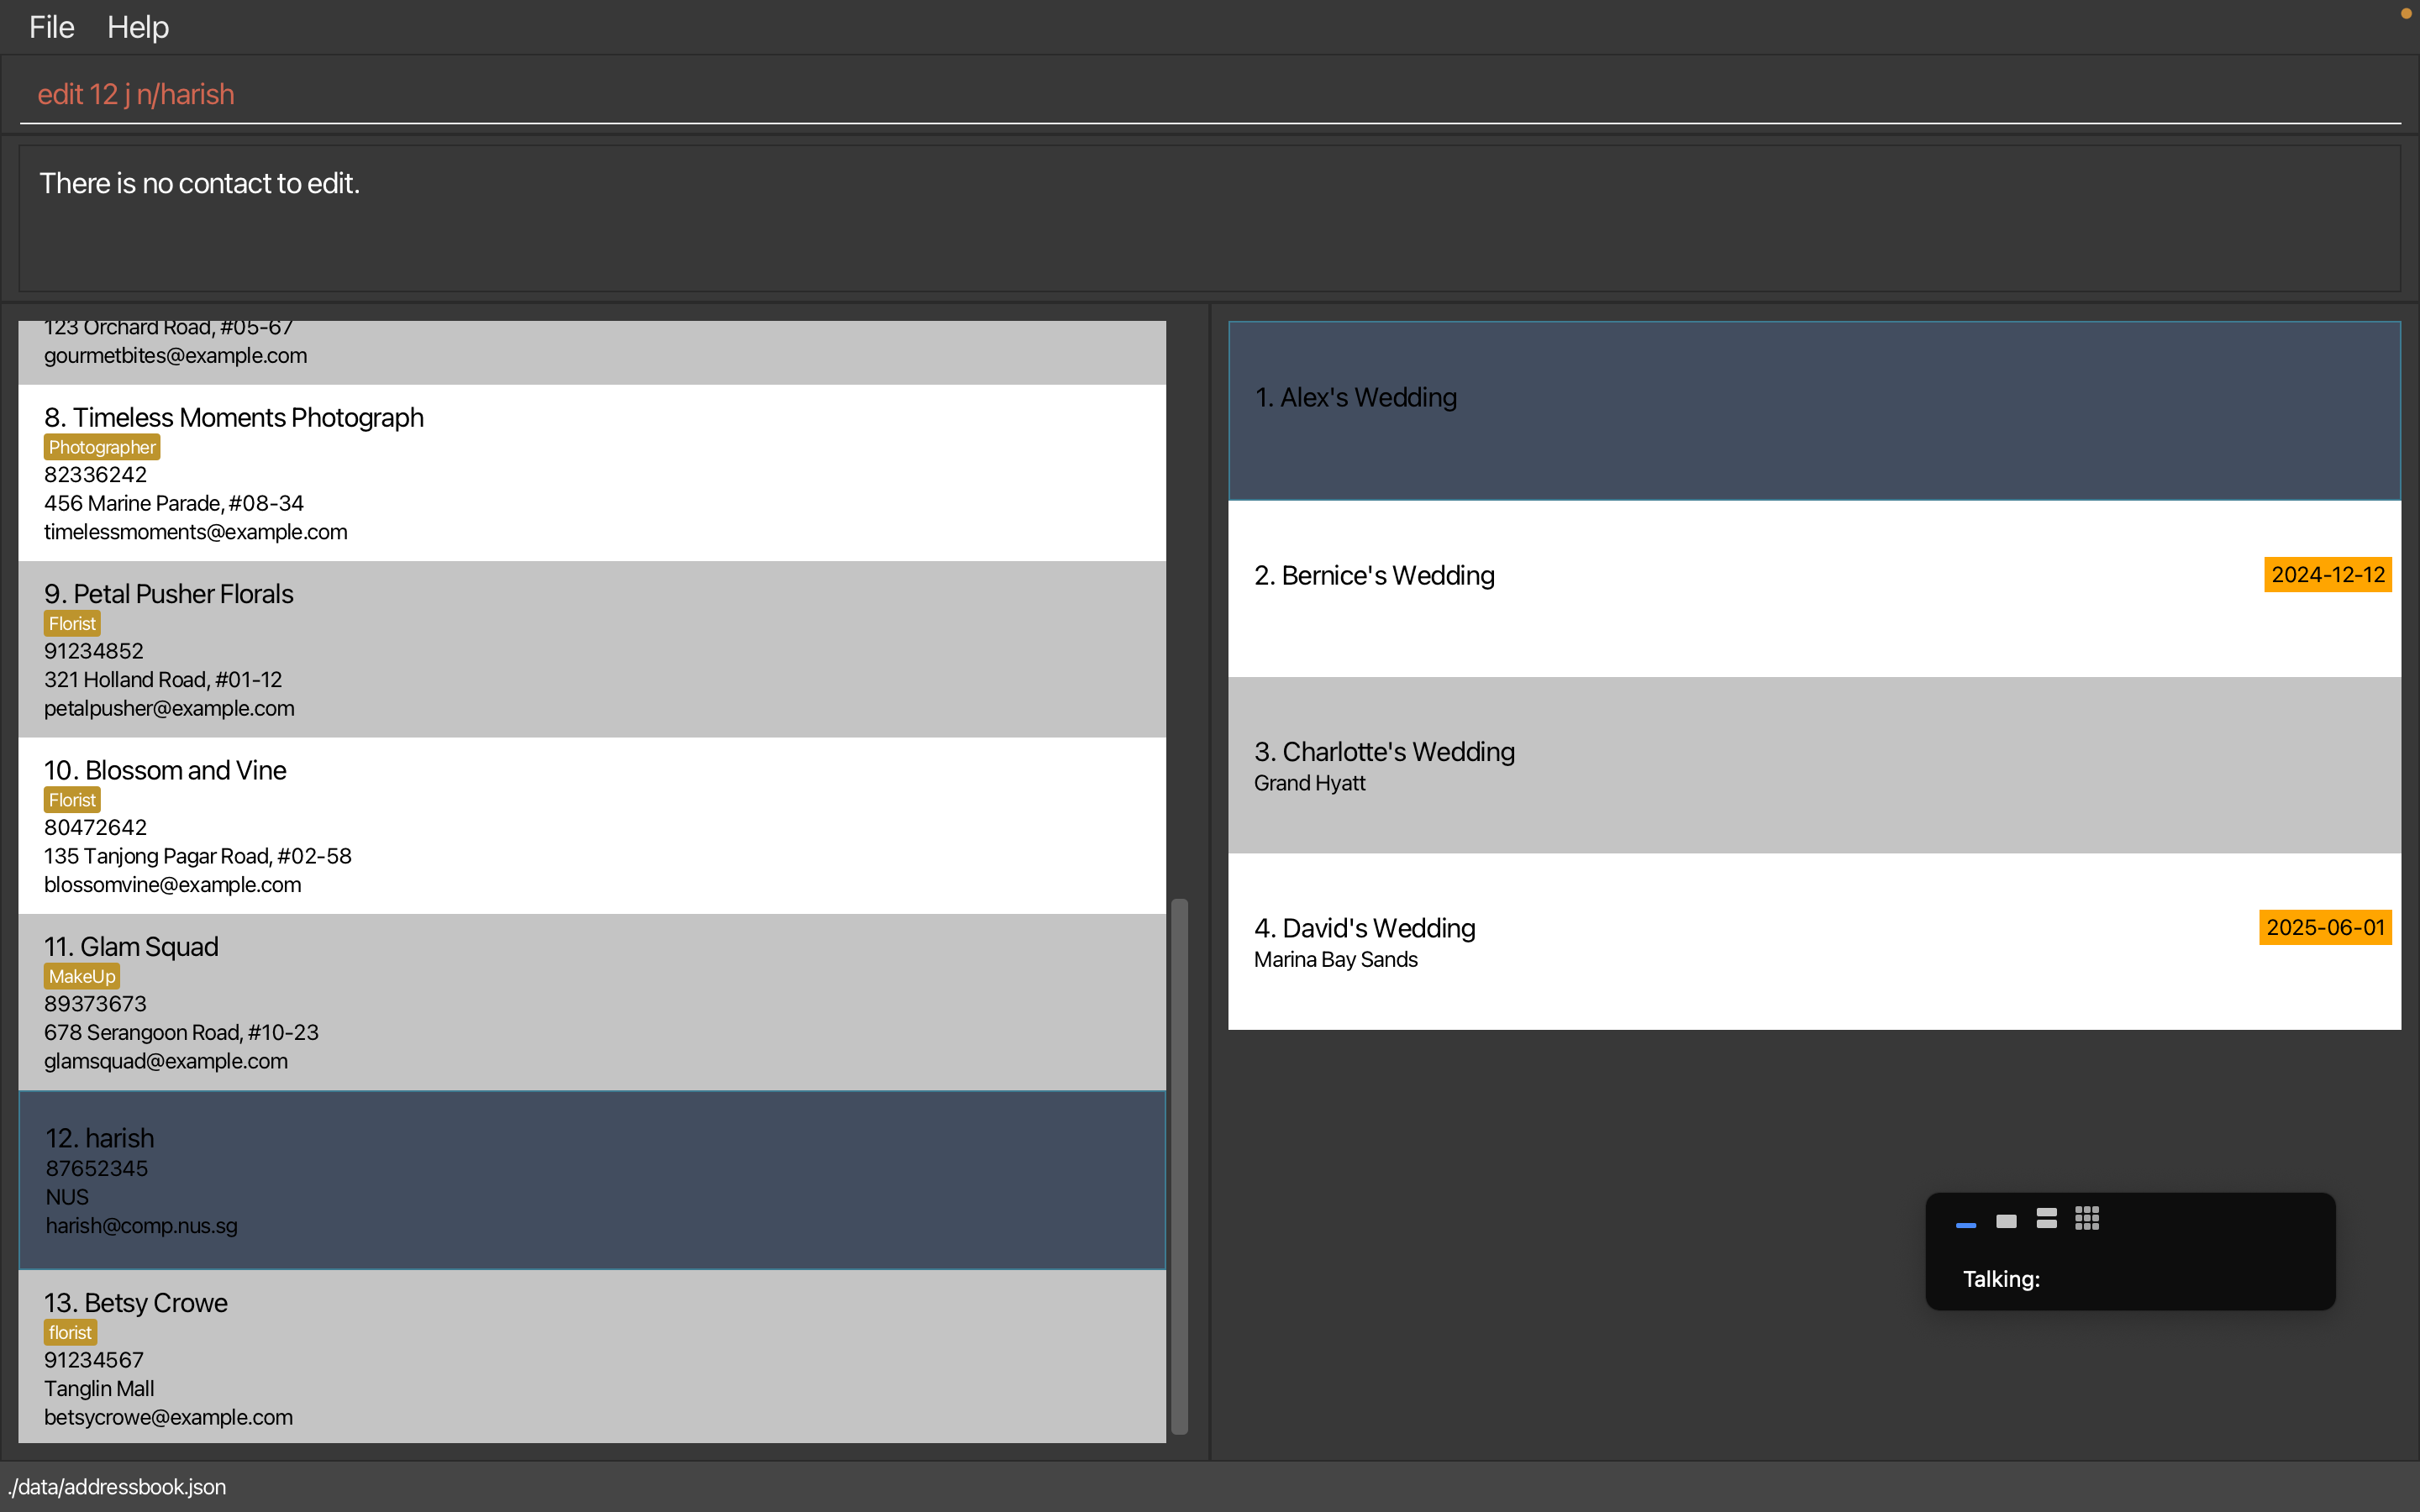 File Help
edit 12 j n/harish
There is no contact to edit.
123 Orchard Road, #05-67
gourmetbites@example.com
8. Timeless Moments Photograph
Photographer
82336242
456 Marine Parade, #08-34
timelessmoments@example.com
9. Petal Pusher Florals
Florist
91234852
321 Holland Road, #01-12
petalpusher@example.com
10. Blossom and Vine
Florist
80472642
135 Tanjong Pagar Road, #02-58
blossomvine@example.com
11. Glam Squad
MakeUp
89373673
678 Serangoon Road, #10-23
glamsquad@example.com
12. harish
87652345
NUS
harish@comp.nus.sg
13. Betsy Crowe
florist
91234567
Tanglin Mall
betsycrowe@example.com
1. Alex's Wedding
2. Bernice's Wedding
2024-12-12
3. Charlotte's Wedding
Grand Hyatt
4. David's Wedding
2025-06-01
Marina Bay Sands
Talking:
./data/addressbook.json